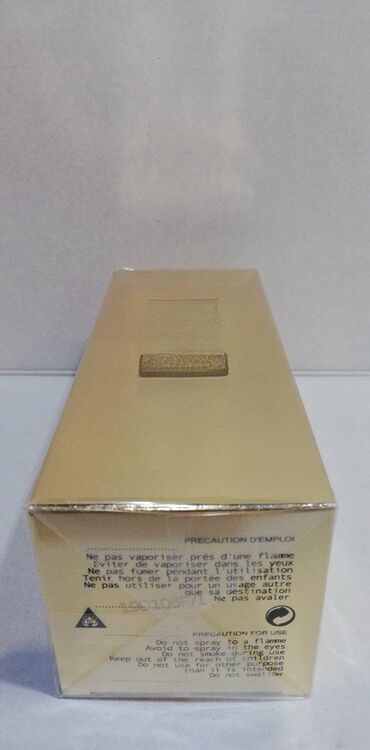 PRECAUTION D'EMPLOI
Ne pas vaporiser près d'une flamme
Eviter de vaporiser dans les yeux
Ne pas fumer pendant l'utilisation
Tenir hors de la portée des enfants
Ne pas utiliser pour un usage autre
que sa destination
Ne pas avaler
PRECAUTION FOR USE
Do not spray to a flamme
Avoid to spray in the eyes
Do not smoke during use
Keep out of the reach of children
Do not use for other purpose
than it is intended
Do not swallow